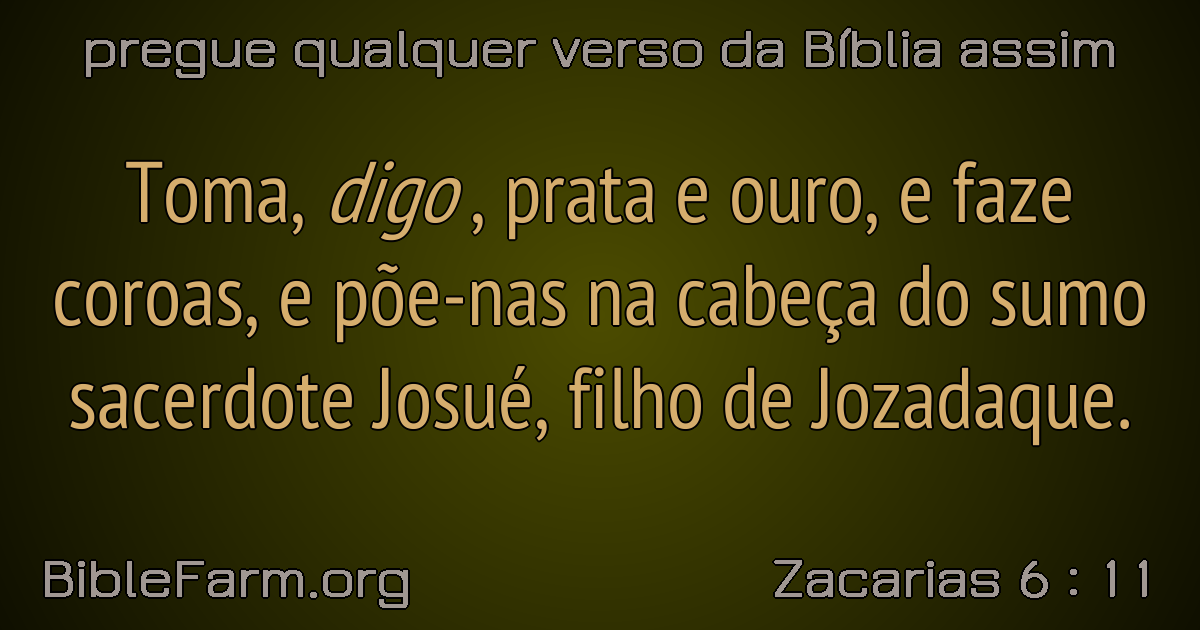 pregue qualquer verso da Bíblia assim
Toma, digo , prata e ouro, e faze
coroas, e põe-nas na cabeça do sumo
sacerdote Josué, filho de Jozadaque.
BibleFarm.org
Zacarias 6 : 11